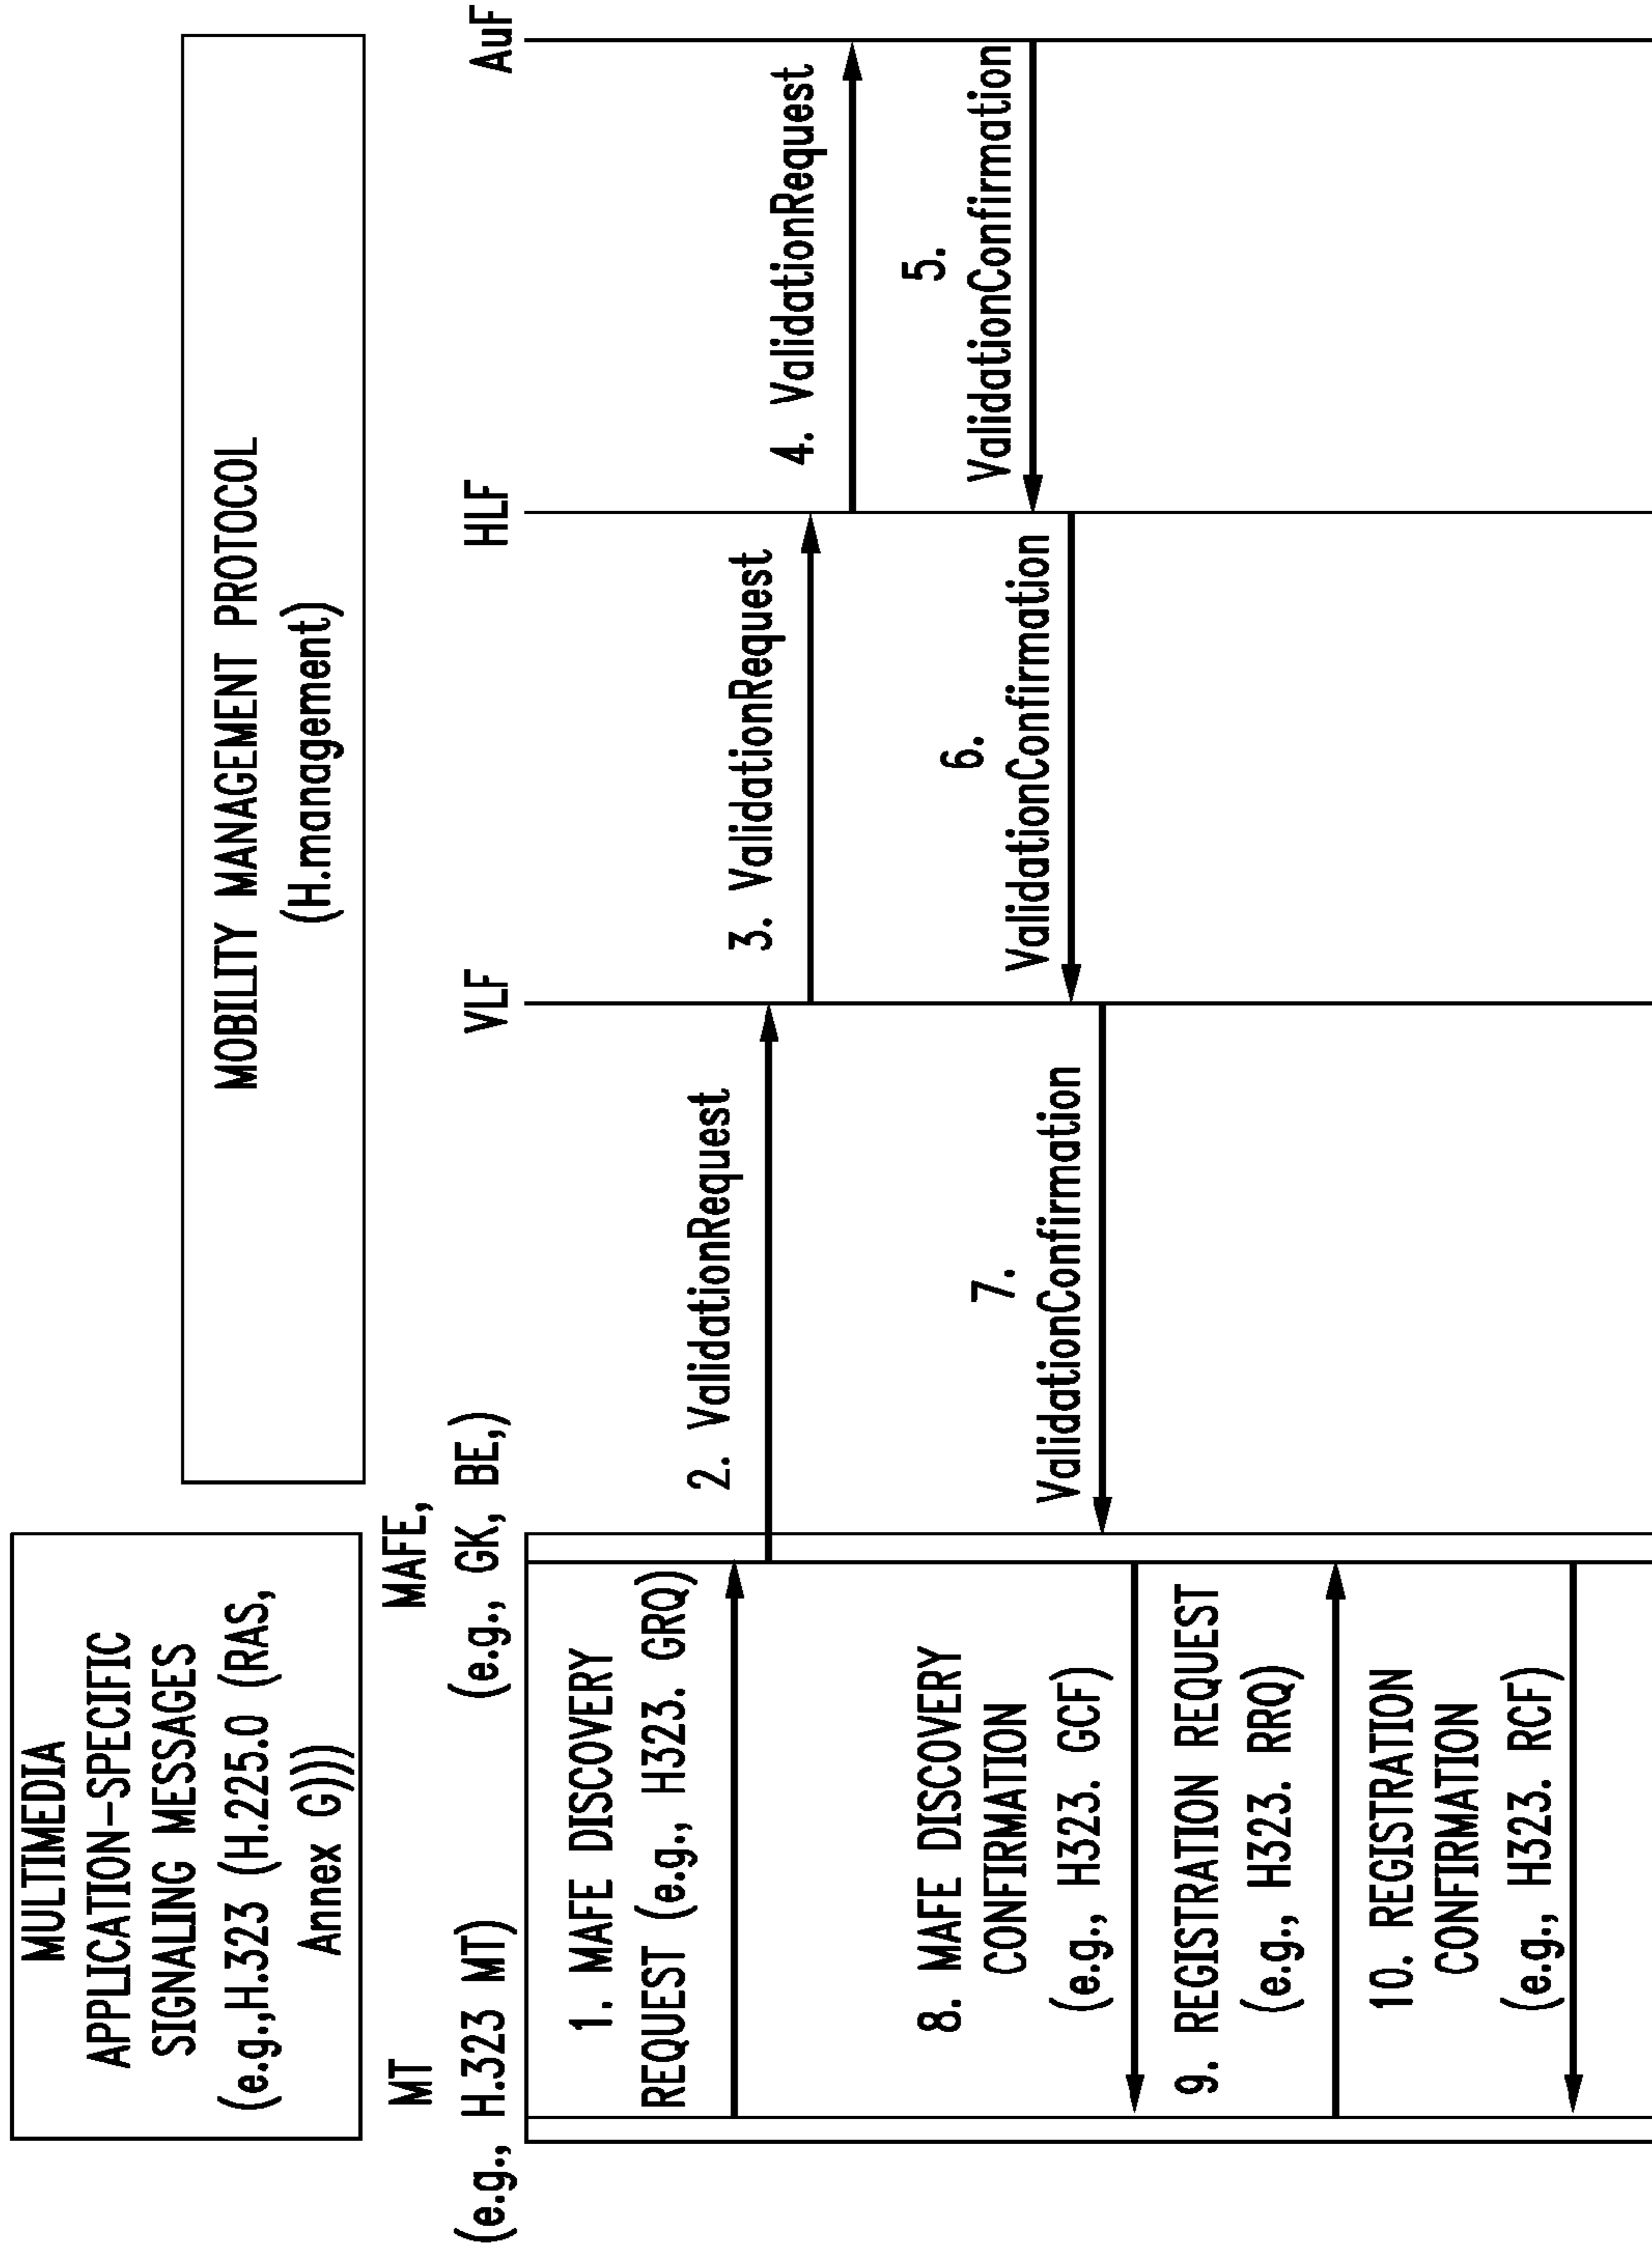 MULTIMEDIA
APPLICATION-SPECIFIC
SIGNALING MESSAGES
(e.g.,H.323 (H.225.0 (RAS,
Annex G)))
MOBILITY MANAGEMENT PROTOCOL
(H.management)
MT
(e.g., H.323 MT)
MAFE,
(e.g., GK, BE,)
VLF
HLF
AuF
1. MAFE DISCOVERY
REQUEST (e.g., H323. GRQ)
2. ValidationRequest
3. ValidationRequest
4. ValidationRequest
5.
ValidationConfirmation
6.
ValidationConfirmation
7.
ValidationConfirmation
8. MAFE DISCOVERY
CONFIRMATION
(e.g., H323. GCF)
9. REGISTRATION REQUEST
(e.g., H323. RRQ)
10. REGISTRATION
CONFIRMATION
(e.g., H323. RCF)